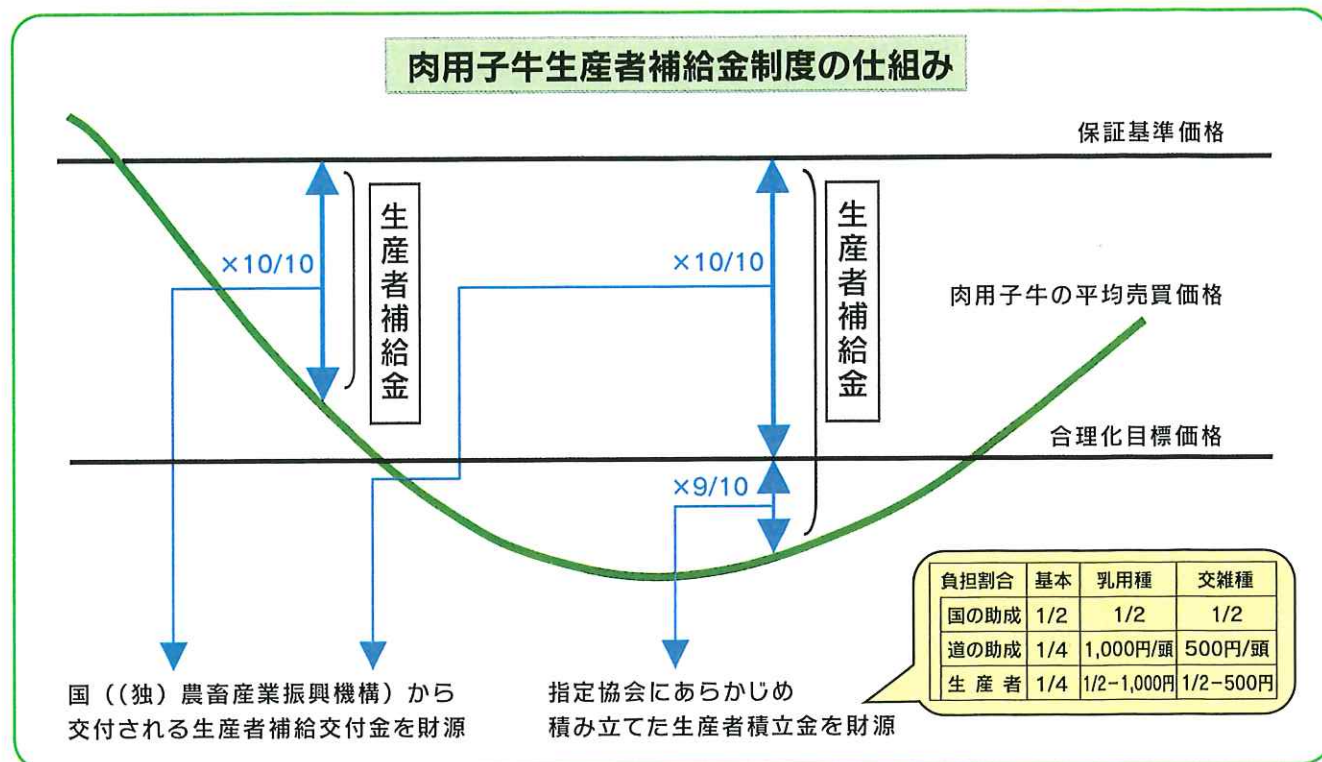 肉用子牛生産者補給金制度の仕組み
保証基準価格
生産者補給金
×10/10
生産者補給金
×10/10
肉用子牛の平均売買価格
合理化目標価格
×9/10
負担割合 基本 乳用種 交雑種
国の助成 1/2 1/2 1/2
道の助成 1/4 1,000円/頭 500円/頭
生産者 1/4 1/2−1,000円 1/2−500円
国((独)農畜産業振興機構)から
交付される生産者補給交付金を財源
指定協会にあらかじめ
積み立てた生産者積立金を財源